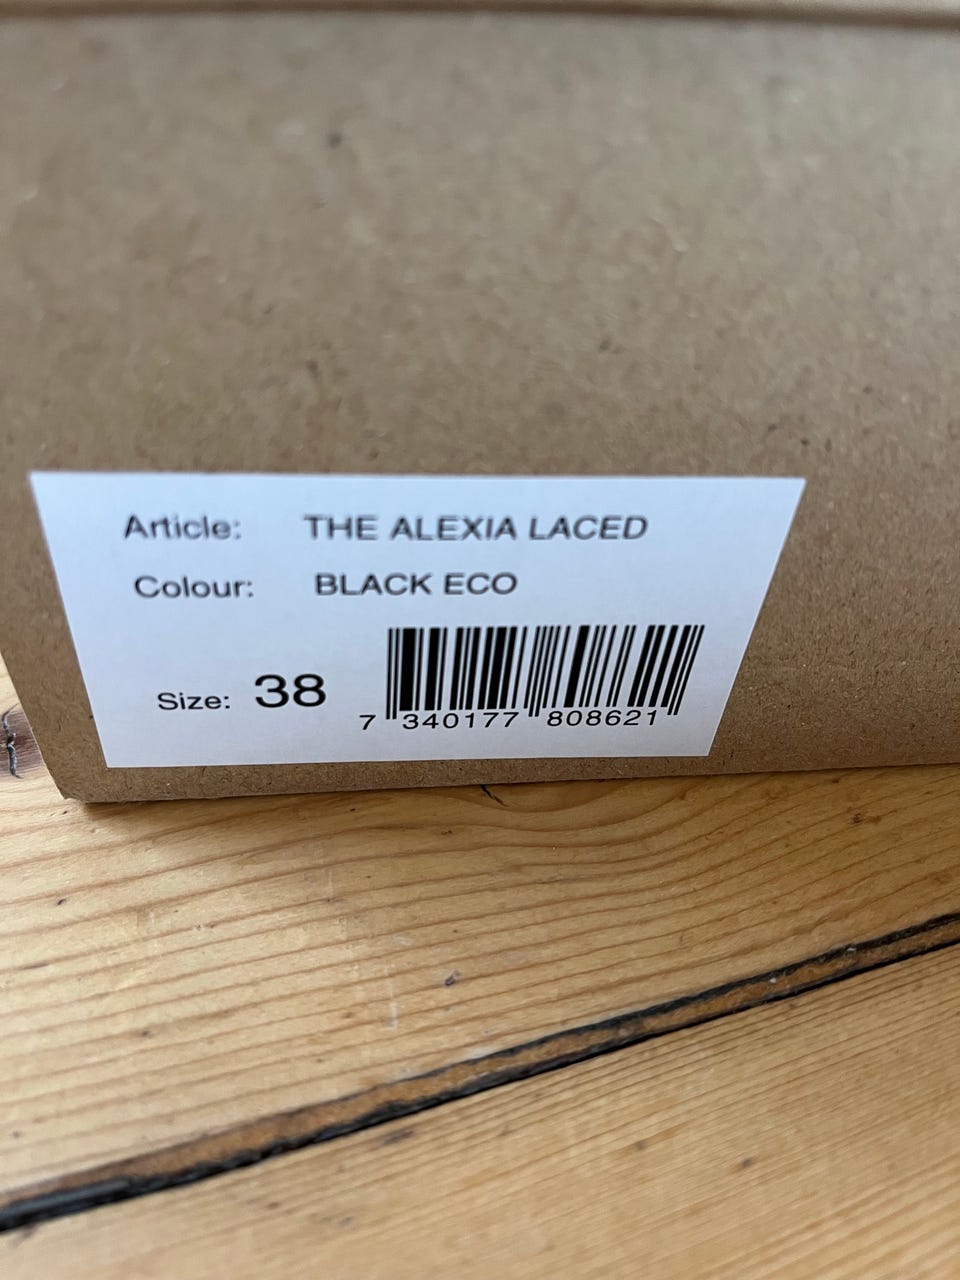 Article: THE ALEXIA LACED
Colour: BLACK ECO
Size: 38
7 340177 808621